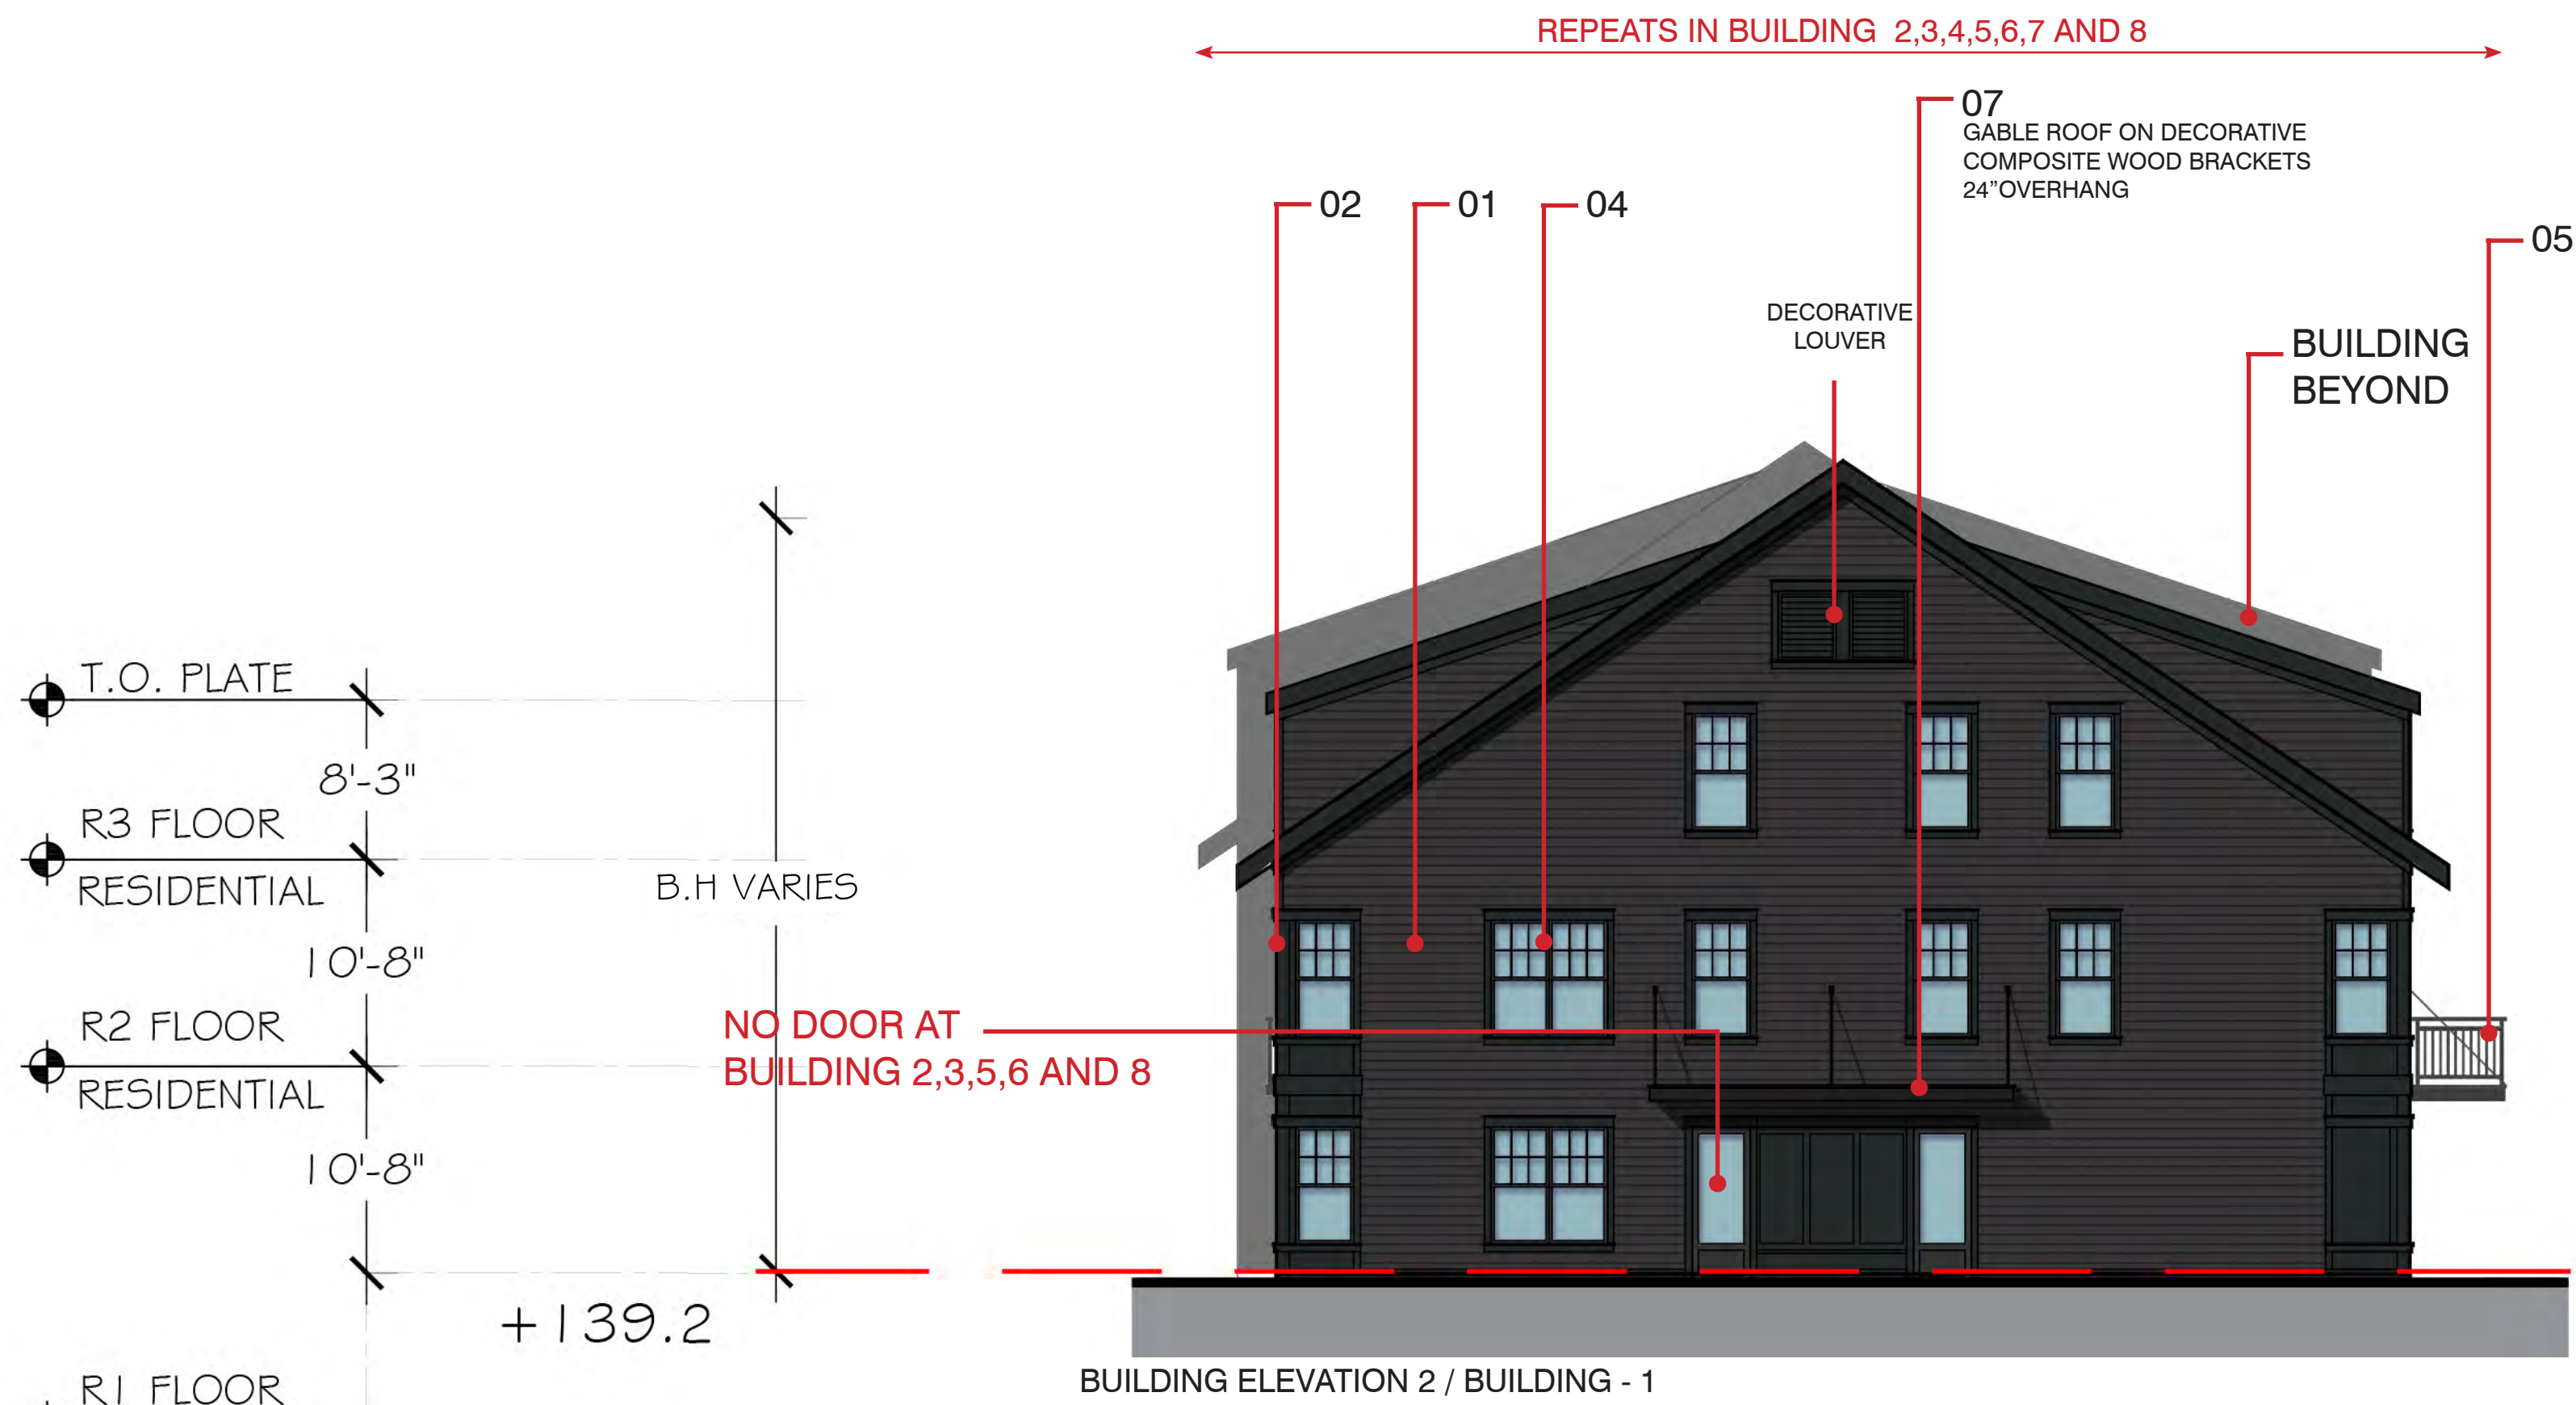 REPEATS IN BUILDING 2,3,4,5,6,7 AND 8
07
GABLE ROOF ON DECORATIVE
COMPOSITE WOOD BRACKETS
24”OVERHANG
02
01
04
05
DECORATIVE
LOUVER
BUILDING
BEYOND
T.O. PLATE
8'-3"
R3 FLOOR
RESIDENTIAL
B.H VARIES
10'-8"
NO DOOR AT
BUILDING 2,3,5,6 AND 8
R2 FLOOR
RESIDENTIAL
10'-8"
+139.2
R1 FLOOR
BUILDING ELEVATION 2 / BUILDING - 1